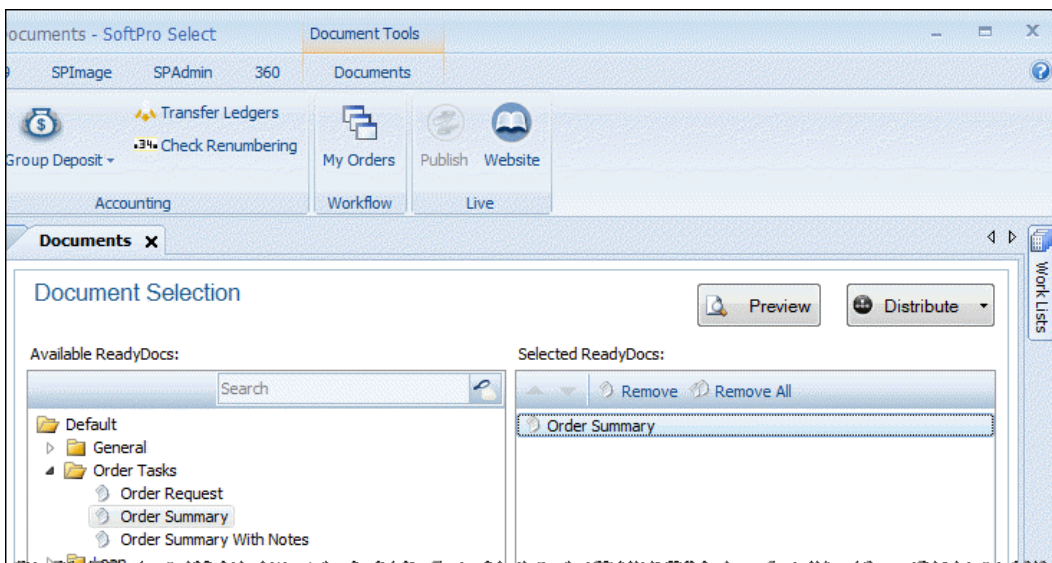 ocuments - SoftPro Select
Document Tools
9 SPImage SPAdmin 360 Documents
Transfer Ledgers
Check Renumbering
Group Deposit
My Orders
Publish
Website
Accounting
Workflow
Live
Documents
Work Lists
Document Selection
Preview
Distribute
Available ReadyDocs:
Selected ReadyDocs:
Search
Remove
Remove All
Default
General
Order Tasks
Order Request
Order Summary
Order Summary With Notes
Order Summary